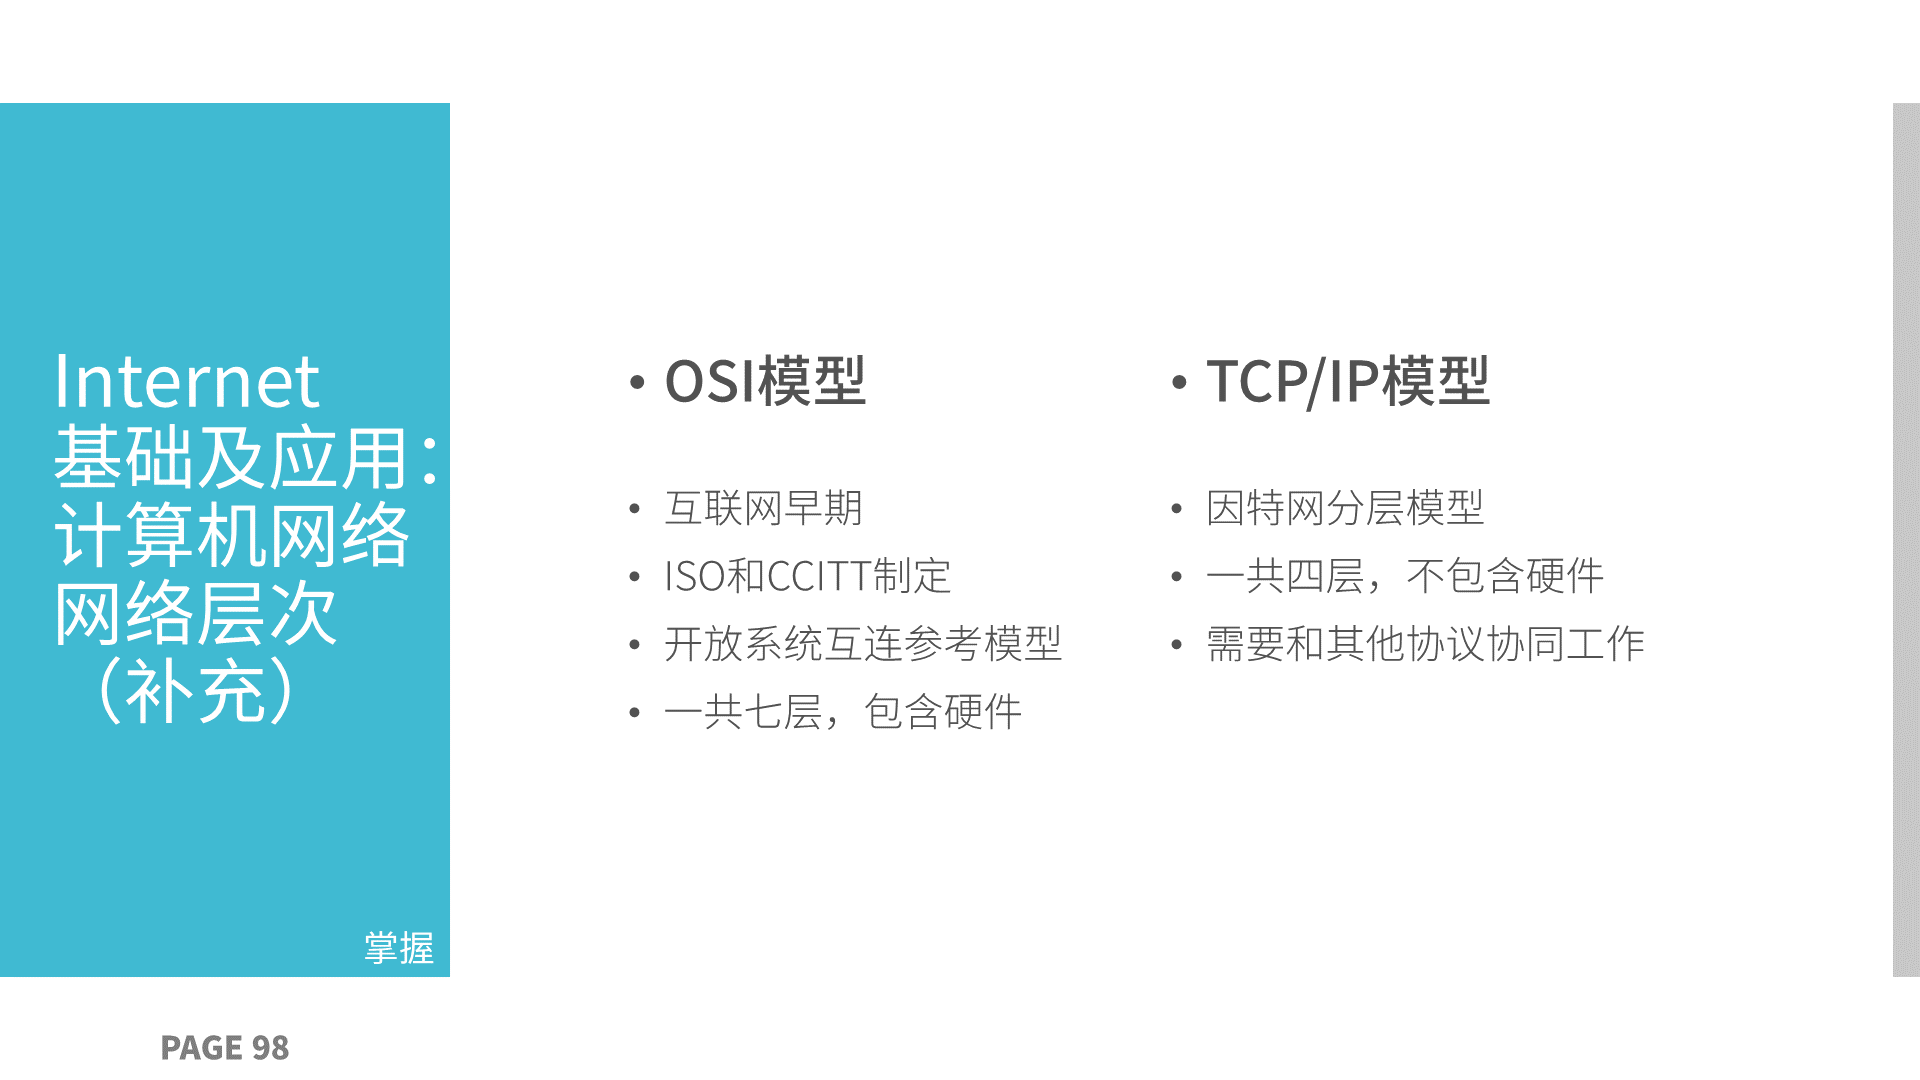 Internet
基础及应用：
计算机网络
网络层次
（补充）
掌握
• OSI模型
• 互联网早期
• ISO和CCITT制定
• 开放系统互连参考模型
• 一共七层，包含硬件
• TCP/IP模型
• 因特网分层模型
• 一共四层，不包含硬件
• 需要和其他协议协同工作
PAGE 98